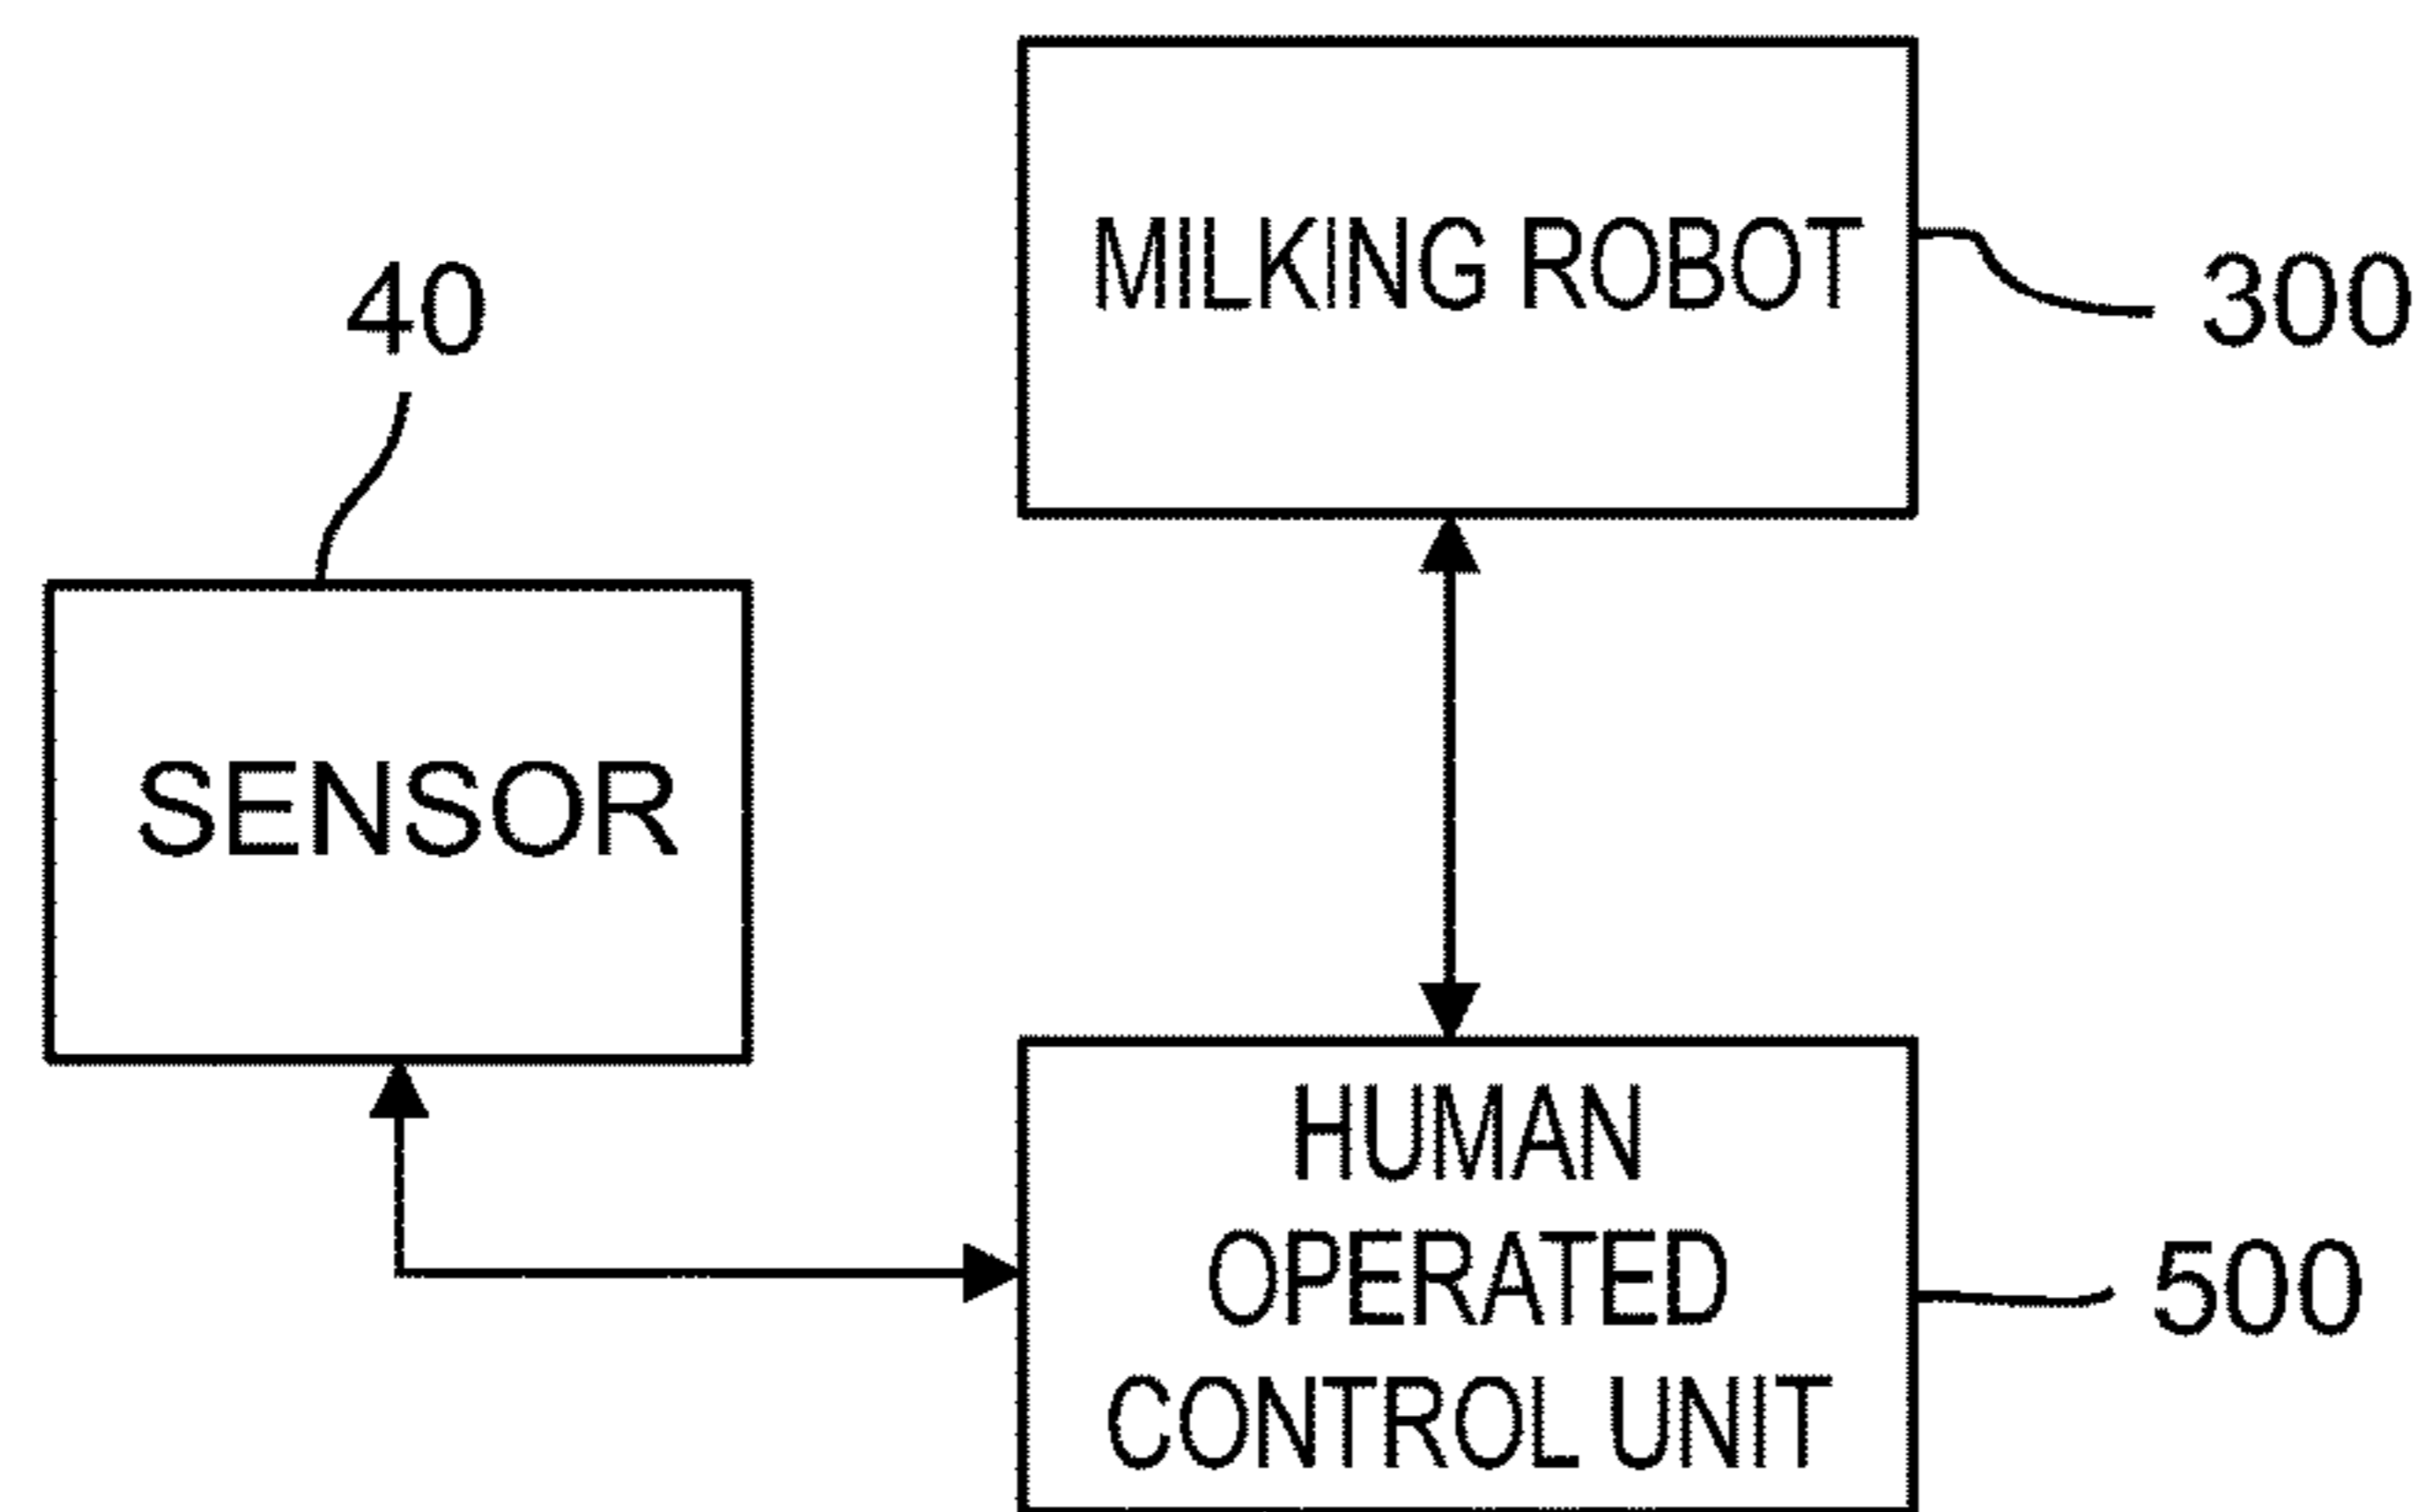 MILKING ROBOT
300
40
SENSOR
HUMAN
OPERATED
CONTROL UNIT
500